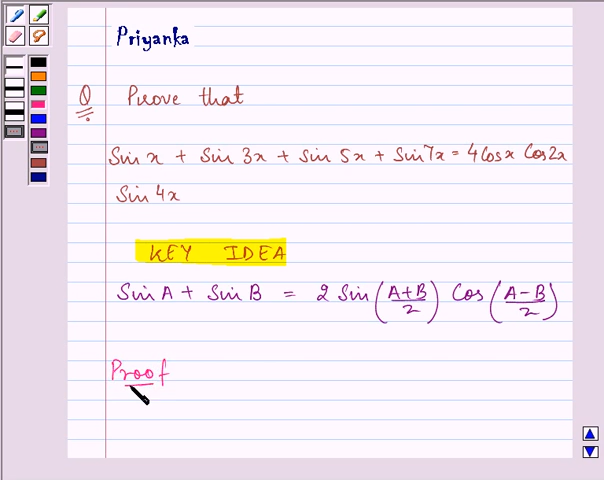 Priyanka
Q Prove that
Sin x + Sin 3x + Sin 5x + Sin 7x = 4 Cos x Cos 2x
Sin 4x
KEY IDEA
Sin A + Sin B = 2 Sin (A+B/2) Cos (A-B/2)
Proof